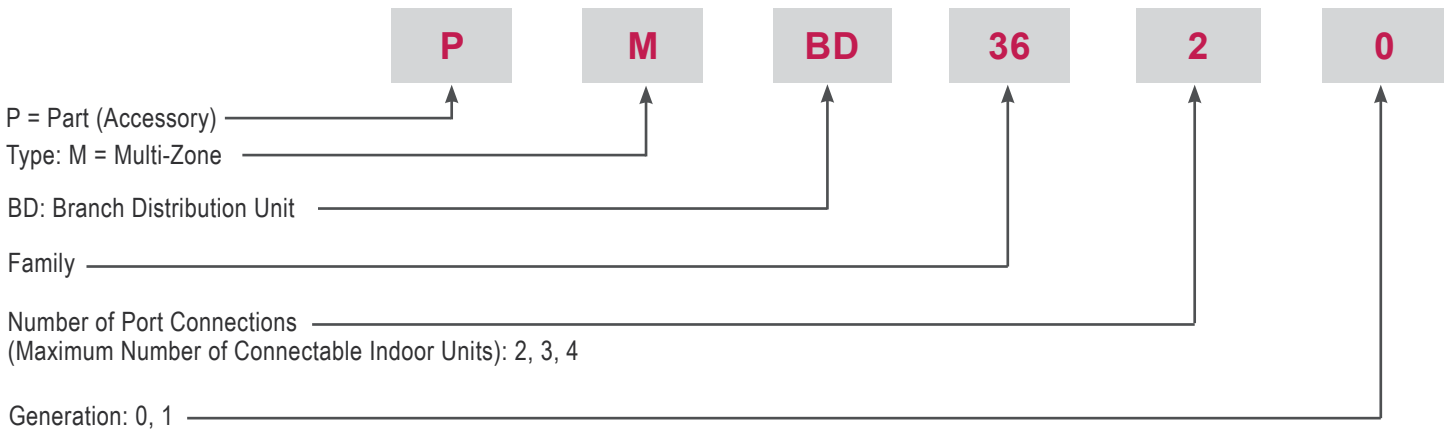 P M BD 36 2 0
P = Part (Accessory)
Type: M = Multi-Zone
BD: Branch Distribution Unit
Family
Number of Port Connections
(Maximum Number of Connectable Indoor Units): 2, 3, 4
Generation: 0, 1